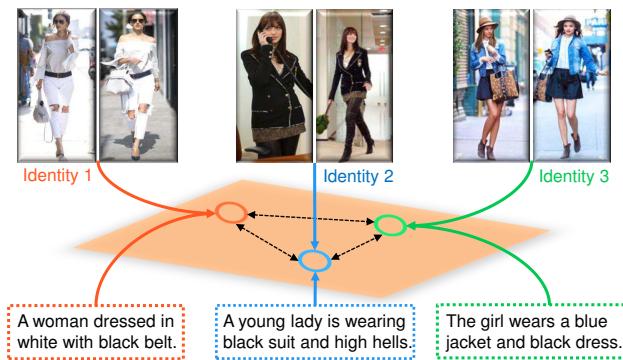 Identity 1
Identity 2
Identity 3
A woman dressed in
white with black belt.
A young lady is wearing
black suit and high hells.
The girl wears a blue
jacket and black dress.